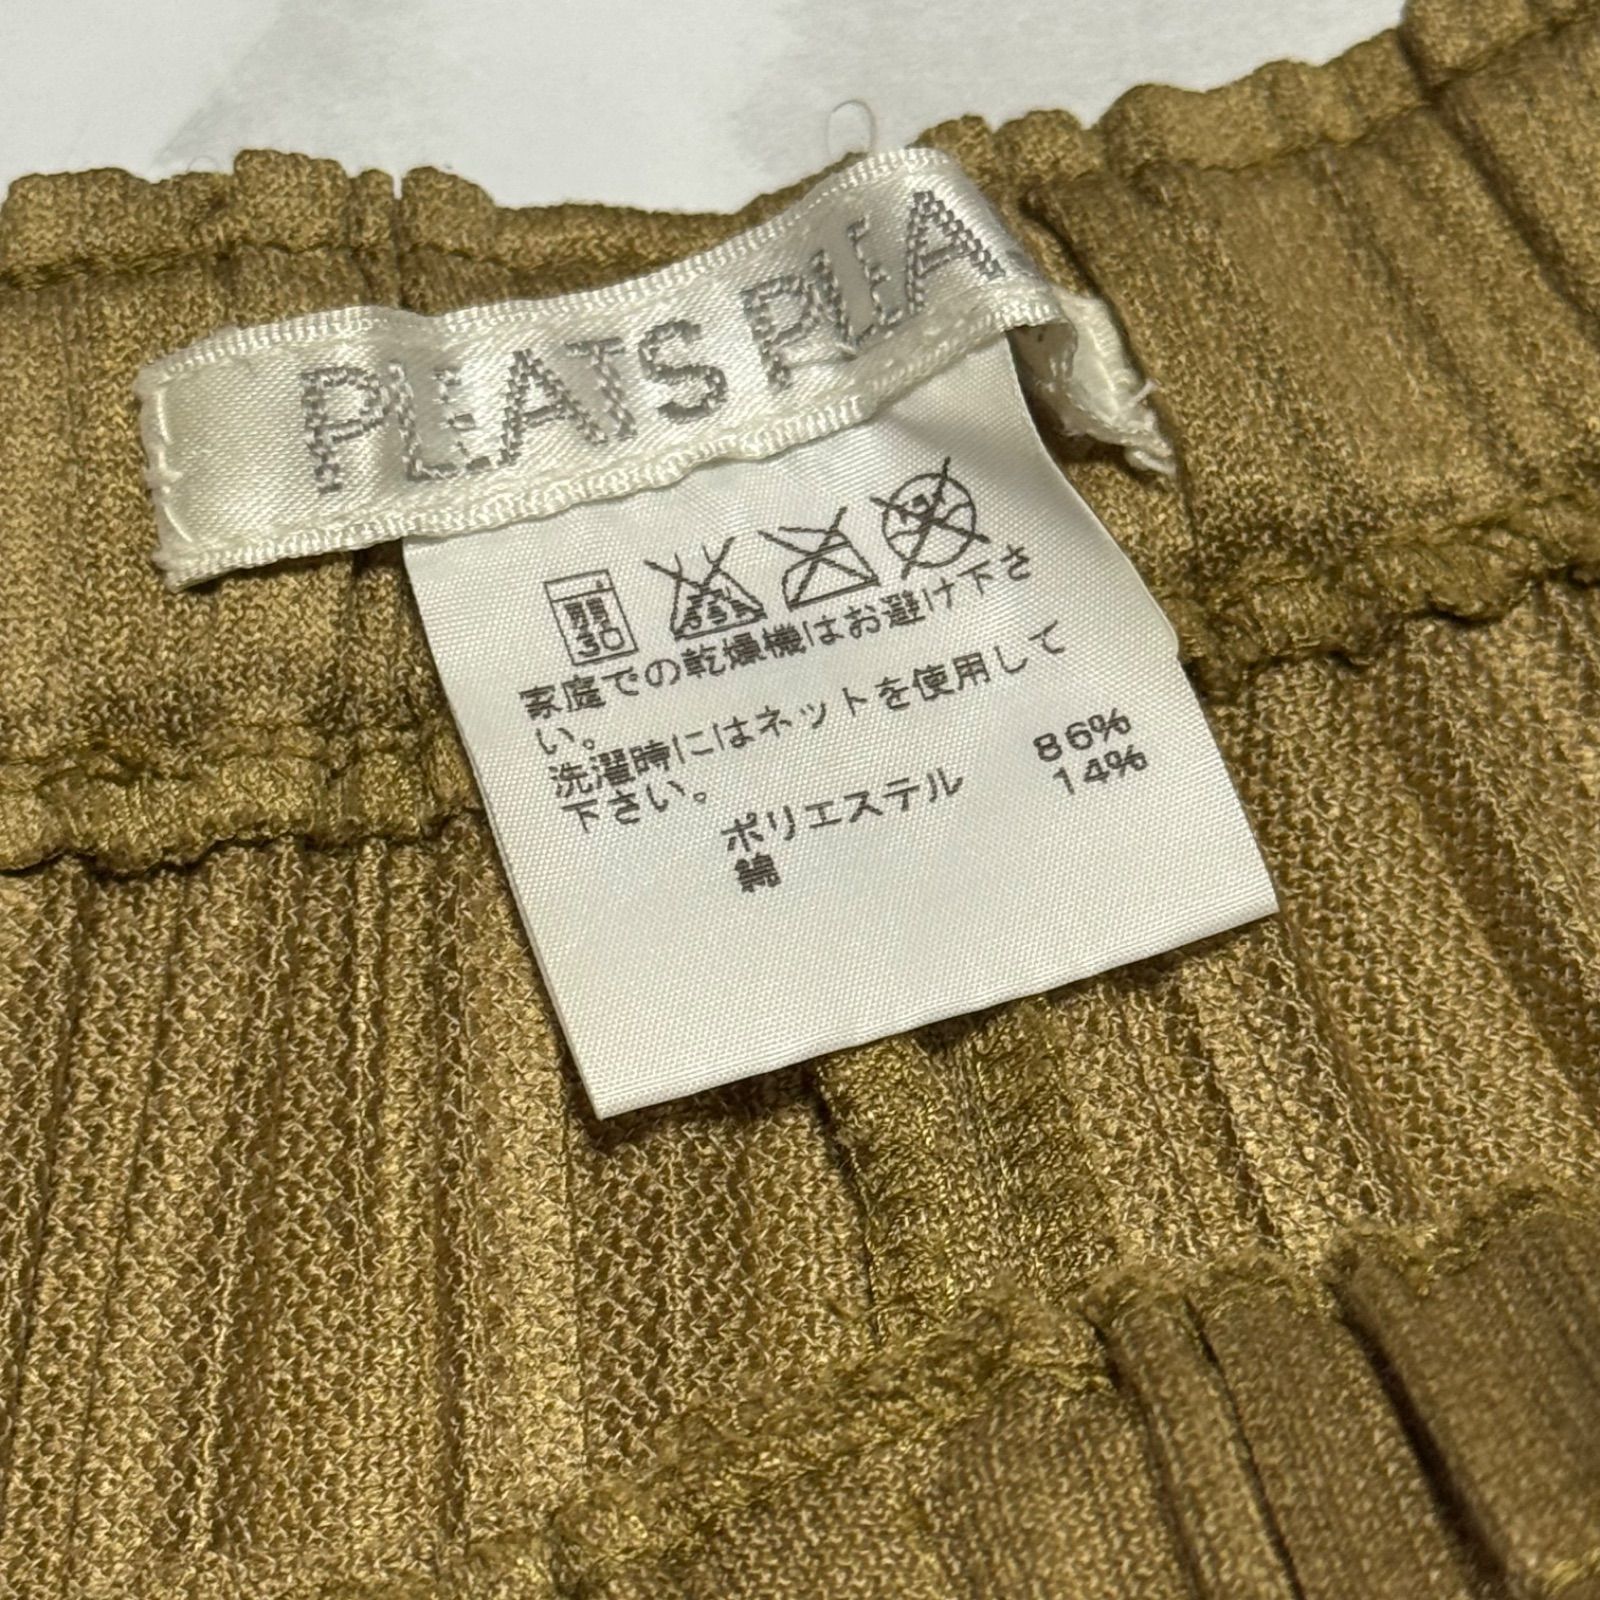 PLEATS PLEA
弱
30
家庭での乾燥機はお避け下さ
い。
洗濯時にはネットを使用して
下さい。
ポリエステル 86%
綿 14%